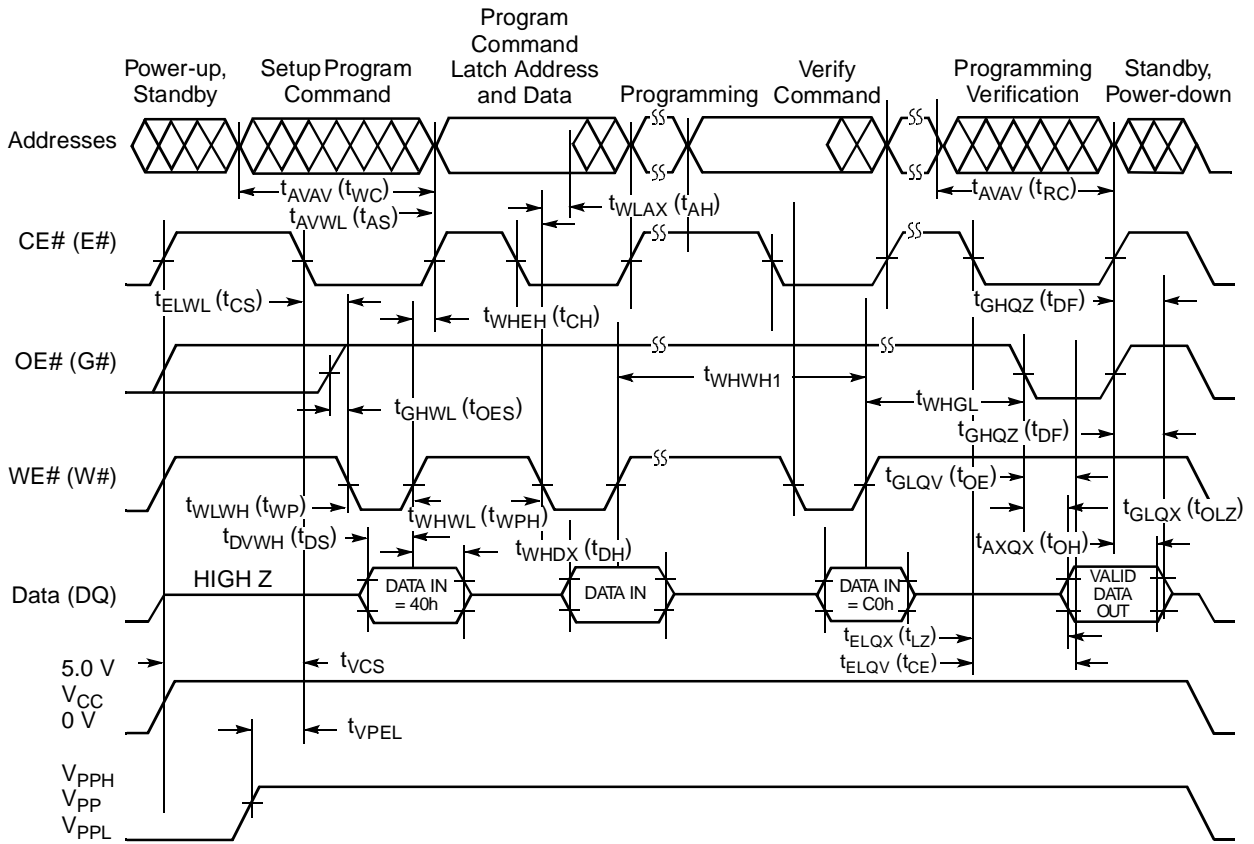 Power-up,
Standby
Setup Program
Command
Program
Command
Latch Address
and Data
Programming
Verify
Command
Programming
Verification
Standby,
Power-down
Addresses
tAVAV (tWC)
tAVWL (tAS)
tWLAX (tAH)
tAVAV (tRC)
CE# (E#)
tELWL (tCS)
tWHEH (tCH)
tGHQZ (tDF)
OE# (G#)
tWHWH1
tWHGL
tGHWL (tOES)
tGHQZ (tDF)
WE# (W#)
tGLQV (tOE)
tWLWH (tWP)
tWHWL (tWPH)
tGLQX (tOLZ)
tDVWH (tDS)
tWHDX (tDH)
tAXQX (tOH)
Data (DQ)
HIGH Z
DATA IN
= 40h
DATA IN
DATA IN
= C0h
VALID
DATA
OUT
tELQX (tLZ)
tELQV (tCE)
5.0 V
VCC
0 V
tVCS
tVPEL
VPPH
VPP
VPPL